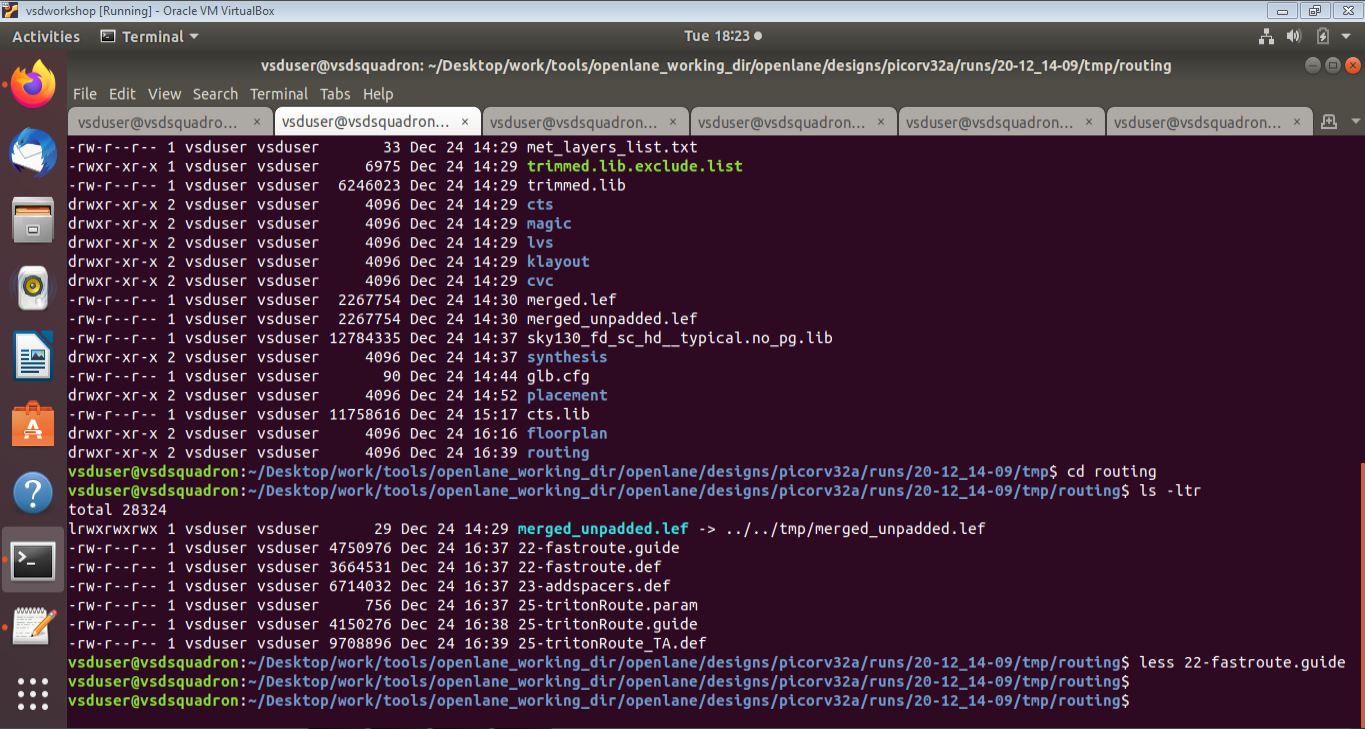 vsdworkshop [Running] - Oracle VM VirtualBox
Activities Terminal Tue 18:23
vsduser@vsdsquadron: ~/Desktop/work/tools/openlane_working_dir/openlane/designs/picorv32a/runs/20-12_14-09/tmp/routing
File Edit View Search Terminal Tabs Help
vsduser@vsdsquadro... × vsduser@vsdsquadron... × vsduser@vsdsquadron... × vsduser@vsdsquadron... × vsduser@vsdsquadron... × vsduser@vsdsquadron... ×
-rw-r--r-- 1 vsduser vsduser       33 Dec 24 14:29 met_layers_list.txt
-rwxr-xr-x 1 vsduser vsduser     6975 Dec 24 14:29 trimmed.lib.exclude.list
-rw-r--r-- 1 vsduser vsduser  6246023 Dec 24 14:29 trimmed.lib
drwxr-xr-x 2 vsduser vsduser     4096 Dec 24 14:29 cts
drwxr-xr-x 2 vsduser vsduser     4096 Dec 24 14:29 magic
drwxr-xr-x 2 vsduser vsduser     4096 Dec 24 14:29 lvs
drwxr-xr-x 2 vsduser vsduser     4096 Dec 24 14:29 klayout
drwxr-xr-x 2 vsduser vsduser     4096 Dec 24 14:29 cvc
-rw-r--r-- 1 vsduser vsduser  2267754 Dec 24 14:30 merged.lef
-rw-r--r-- 1 vsduser vsduser  2267754 Dec 24 14:30 merged_unpadded.lef
-rw-r--r-- 1 vsduser vsduser 12784335 Dec 24 14:37 sky130_fd_sc_hd__typical.no_pg.lib
drwxr-xr-x 2 vsduser vsduser     4096 Dec 24 14:37 synthesis
-rw-r--r-- 1 vsduser vsduser       90 Dec 24 14:44 glb.cfg
drwxr-xr-x 2 vsduser vsduser     4096 Dec 24 14:52 placement
-rw-r--r-- 1 vsduser vsduser 11758616 Dec 24 15:17 cts.lib
drwxr-xr-x 2 vsduser vsduser     4096 Dec 24 16:16 floorplan
drwxr-xr-x 2 vsduser vsduser     4096 Dec 24 16:39 routing
vsduser@vsdsquadron:~/Desktop/work/tools/openlane_working_dir/openlane/designs/picorv32a/runs/20-12_14-09/tmp$ cd routing
vsduser@vsdsquadron:~/Desktop/work/tools/openlane_working_dir/openlane/designs/picorv32a/runs/20-12_14-09/tmp/routing$ ls -ltr
total 28324
lrwxrwxrwx 1 vsduser vsduser      29 Dec 24 14:29 merged_unpadded.lef -> ../../tmp/merged_unpadded.lef
-rw-r--r-- 1 vsduser vsduser 4750976 Dec 24 16:37 22-fastroute.guide
-rw-r--r-- 1 vsduser vsduser 3664531 Dec 24 16:37 22-fastroute.def
-rw-r--r-- 1 vsduser vsduser 6714032 Dec 24 16:37 23-addspacers.def
-rw-r--r-- 1 vsduser vsduser     756 Dec 24 16:37 25-tritonRoute.param
-rw-r--r-- 1 vsduser vsduser 4150276 Dec 24 16:38 25-tritonRoute.guide
-rw-r--r-- 1 vsduser vsduser 9708896 Dec 24 16:39 25-tritonRoute_TA.def
vsduser@vsdsquadron:~/Desktop/work/tools/openlane_working_dir/openlane/designs/picorv32a/runs/20-12_14-09/tmp/routing$ less 22-fastroute.guide
vsduser@vsdsquadron:~/Desktop/work/tools/openlane_working_dir/openlane/designs/picorv32a/runs/20-12_14-09/tmp/routing$
vsduser@vsdsquadron:~/Desktop/work/tools/openlane_working_dir/openlane/designs/picorv32a/runs/20-12_14-09/tmp/routing$